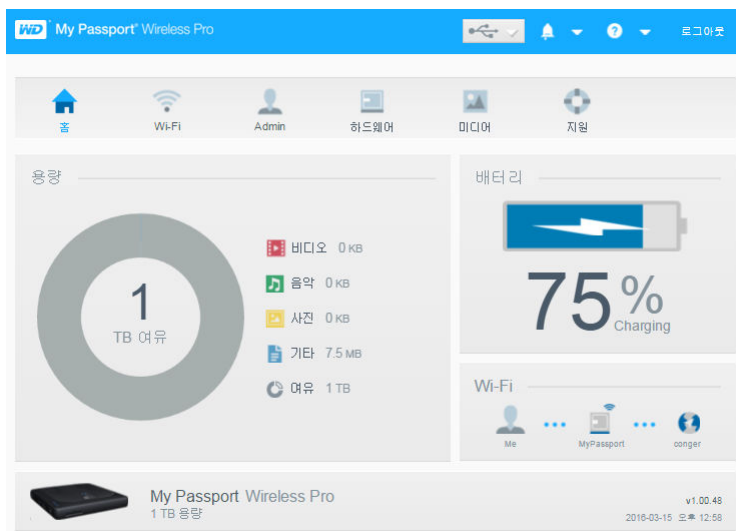 WD My Passport® Wireless Pro
로그아웃
홈
Wi-Fi
Admin
하드웨어
미디어
지원
용량
1
TB 여유
비디오 0 KB
음악 0 KB
사진 0 KB
기타 7.5 MB
여유 1 TB
배터리
75%
Charging
Wi-Fi
Me
MyPassport
conger
My Passport Wireless Pro
1 TB 용량
v1.00.48
2016-03-15 오후 12:58